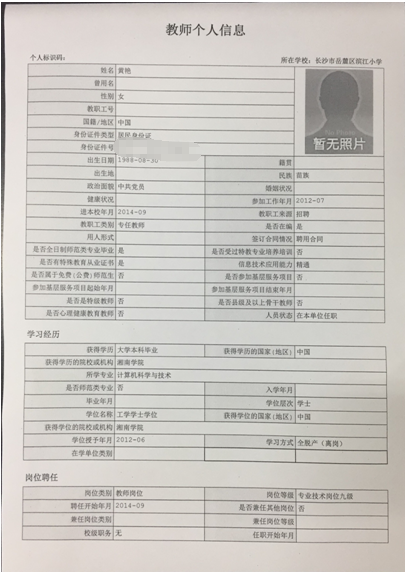 教师个人信息
个人标识码： 所在学校：长沙市岳麓区滨江小学
姓名 黄艳
曾用名
性别 女
教职工号
国籍/地区 中国
身份证件类型 居民身份证
身份证件号
暂无照片
出生日期 1988-08-30 籍贯
出生地 民族 苗族
政治面貌 中共党员 婚姻状况
健康状况 参加工作年月 2012-07
进本校年月 2014-09 教职工来源 招聘
教职工类别 专任教师 是否在编 是
用人形式 签订合同情况 聘用合同
是否全日制师范类专业毕业 是 是否受过特教专业培养培训 否
是否有特殊教育从业证书 是 信息技术应用能力 精通
是否属于免费(公费)师范生 否 是否参加基层服务项目 否
参加基层服务项目起始年月 参加基层服务项目结束年月
是否是特级教师 否 是否县级及以上骨干教师 否
是否心理健康教育教师 否 人员状态 在本单位任职
学习经历
获得学历 大学本科毕业 获得学历的国家(地区) 中国
获得学历的院校或机构 湘南学院
所学专业 计算机科学与技术
是否师范类专业 否 入学年月
毕业年月 学位层次 学士
学位名称 工学学士学位 获得学位的国家(地区) 中国
获得学位的院校或机构 湘南学院
学位授予年月 2012-06 学习方式 全脱产（离岗）
在学单位类别
岗位聘任
岗位类别 教师岗位 岗位等级 专业技术岗位九级
聘任开始年月 2014-09 是否兼任其他岗位 否
兼任岗位类别 兼任岗位等级
校级职务 无 任职开始年月